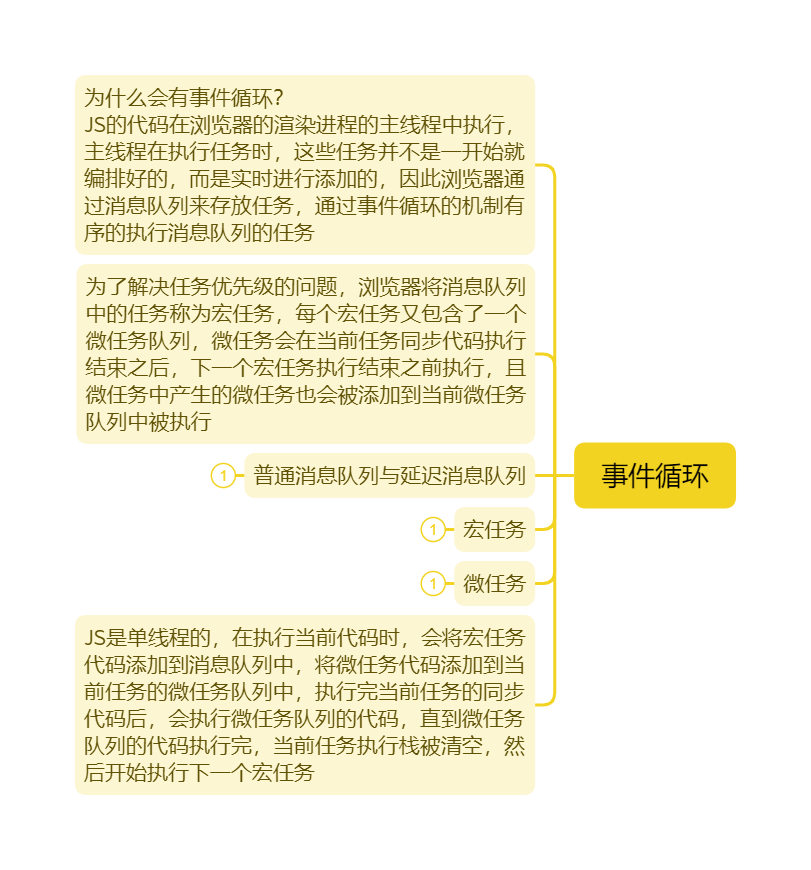 为什么会有事件循环？
JS的代码在浏览器的渲染进程的主线程中执行，
主线程在执行任务时，这些任务并不是一开始就
编排好的，而是实时进行添加的，因此浏览器通
过消息队列来存放任务，通过事件循环的机制有
序的执行消息队列的任务
为了解决任务优先级的问题，浏览器将消息队列
中的任务称为宏任务，每个宏任务又包含了一个
微任务队列，微任务会在当前任务同步代码执行
结束之后，下一个宏任务执行结束之前执行，且
微任务中产生的微任务也会被添加到当前微任务
队列中被执行
1 普通消息队列与延迟消息队列
事件循环
1 宏任务
1 微任务
JS是单线程的，在执行当前代码时，会将宏任务
代码添加到消息队列中，将微任务代码添加到当
前任务的微任务队列中，执行完当前任务的同步
代码后，会执行微任务队列的代码，直到微任务
队列的代码执行完，当前任务执行栈被清空，然
后开始执行下一个宏任务